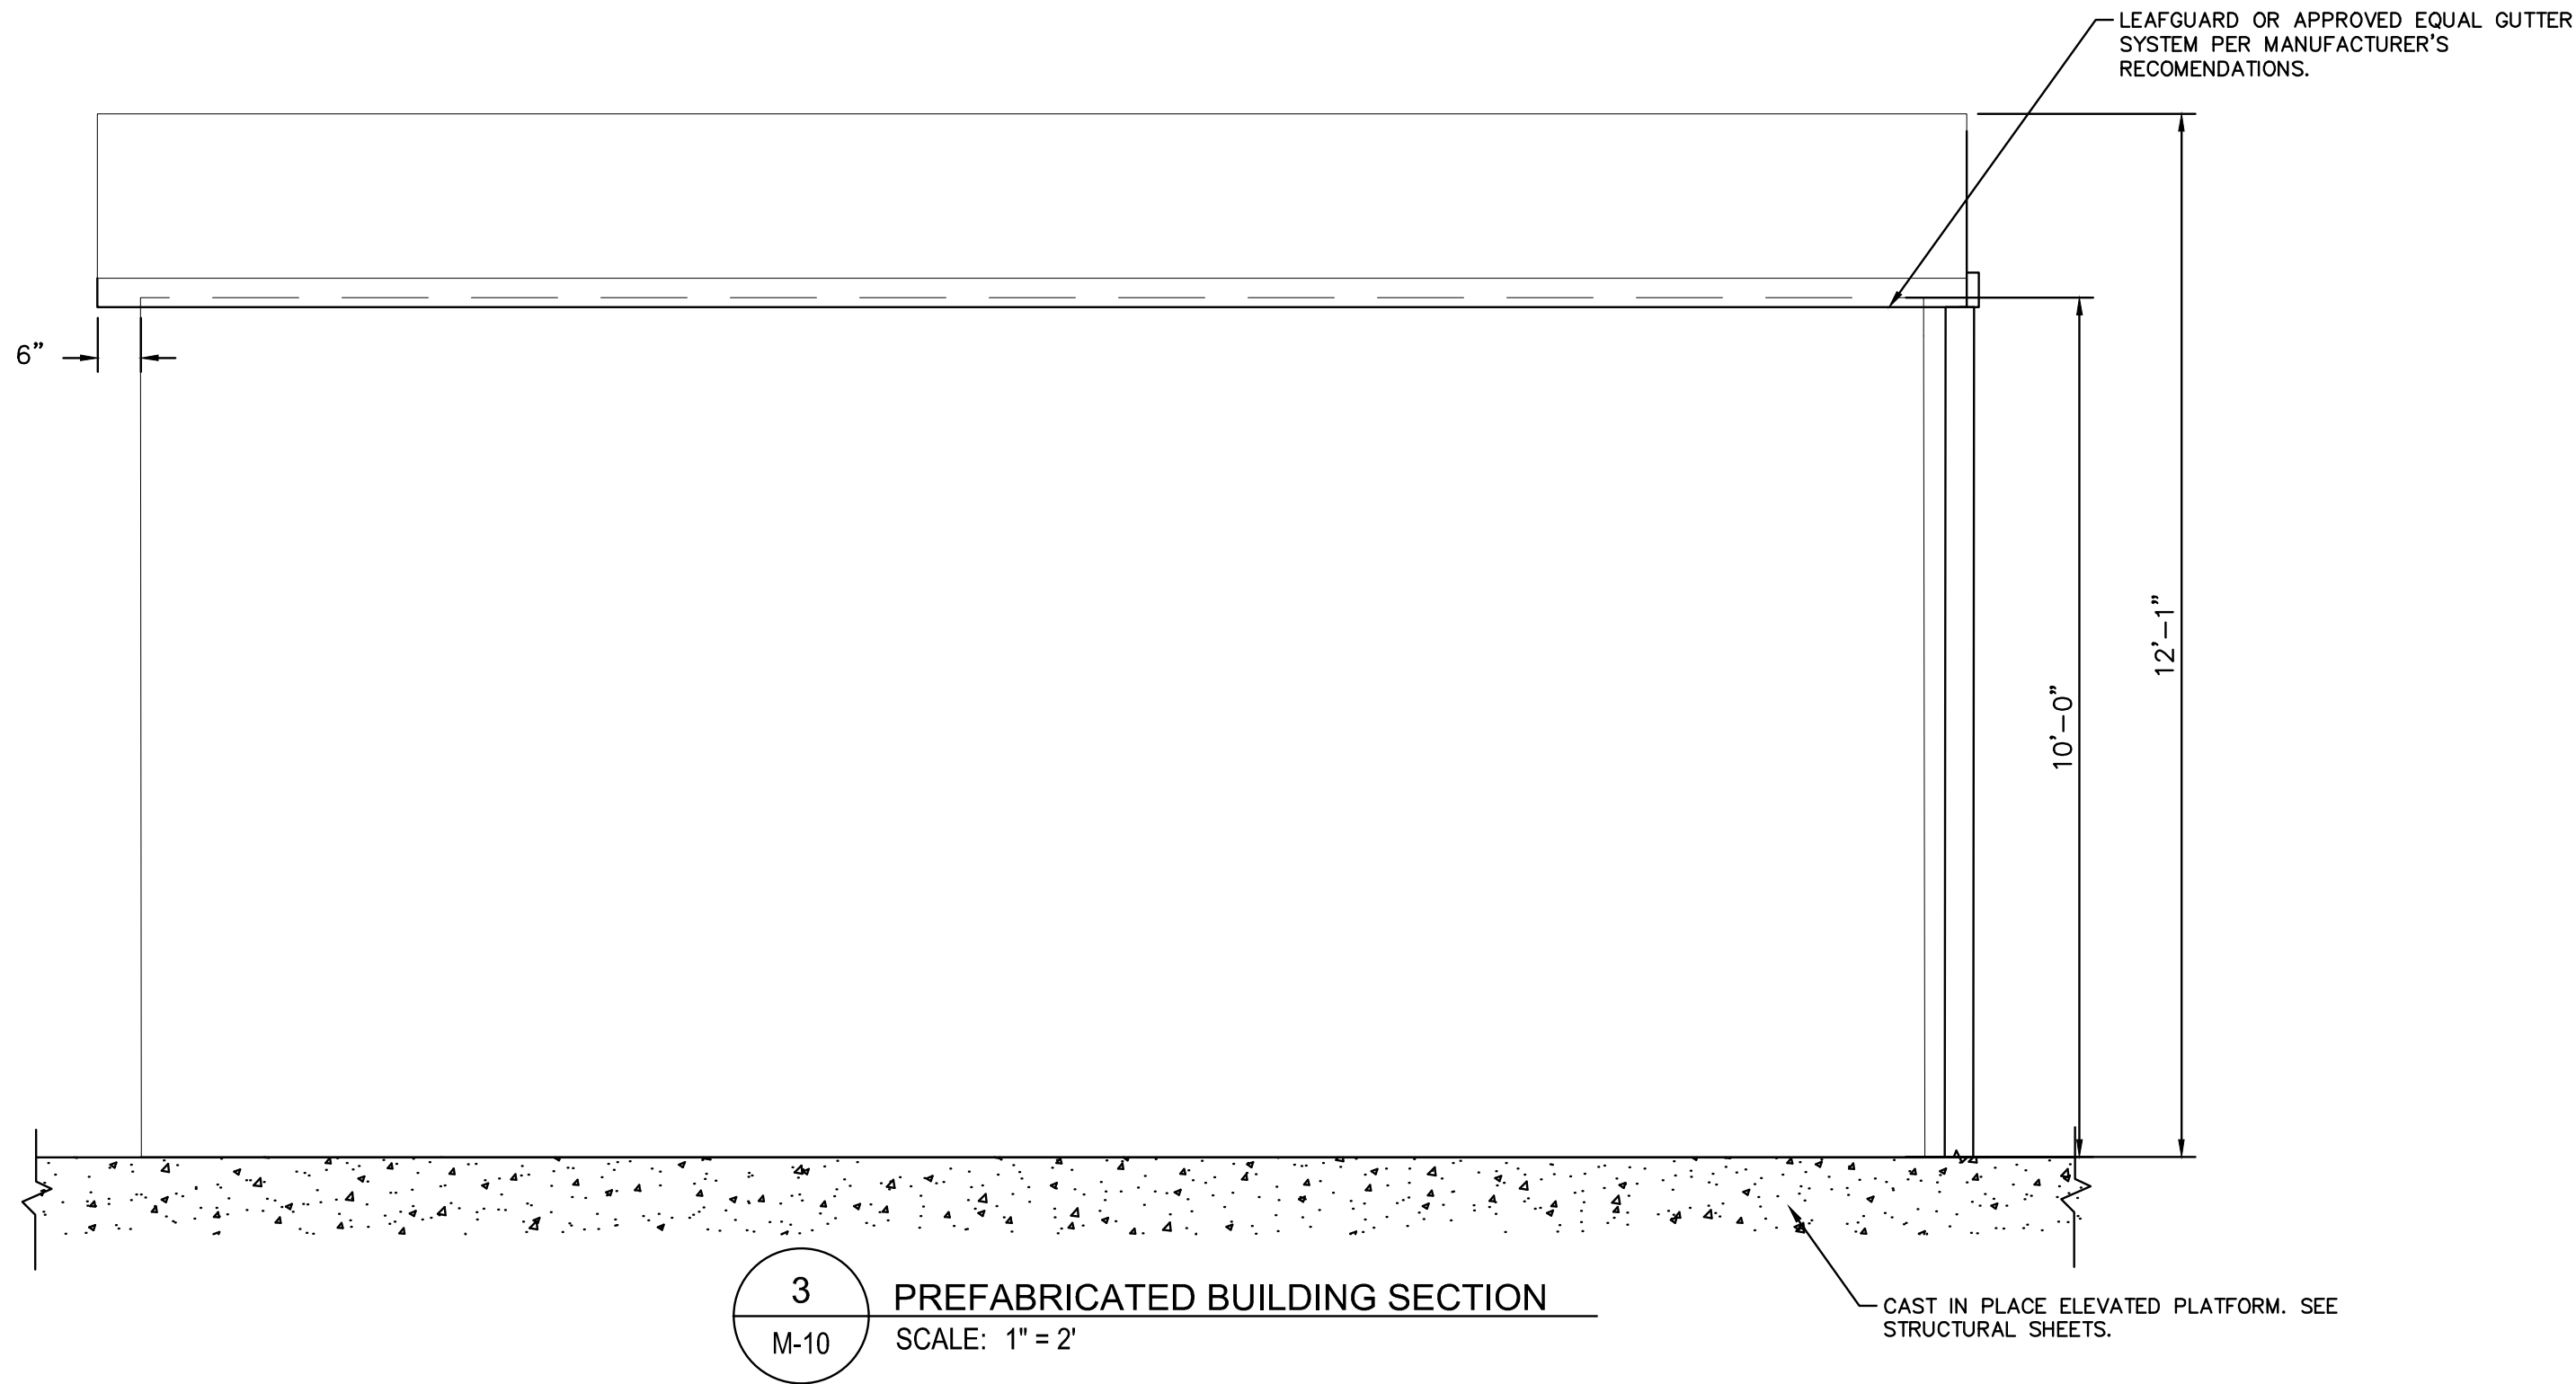 LEAFGUARD OR APPROVED EQUAL GUTTER
SYSTEM PER MANUFACTURER'S
RECOMENDATIONS.
6"
12'-1"
10'-0"
3
M-10
PREFABRICATED BUILDING SECTION
SCALE: 1" = 2'
CAST IN PLACE ELEVATED PLATFORM. SEE
STRUCTURAL SHEETS.